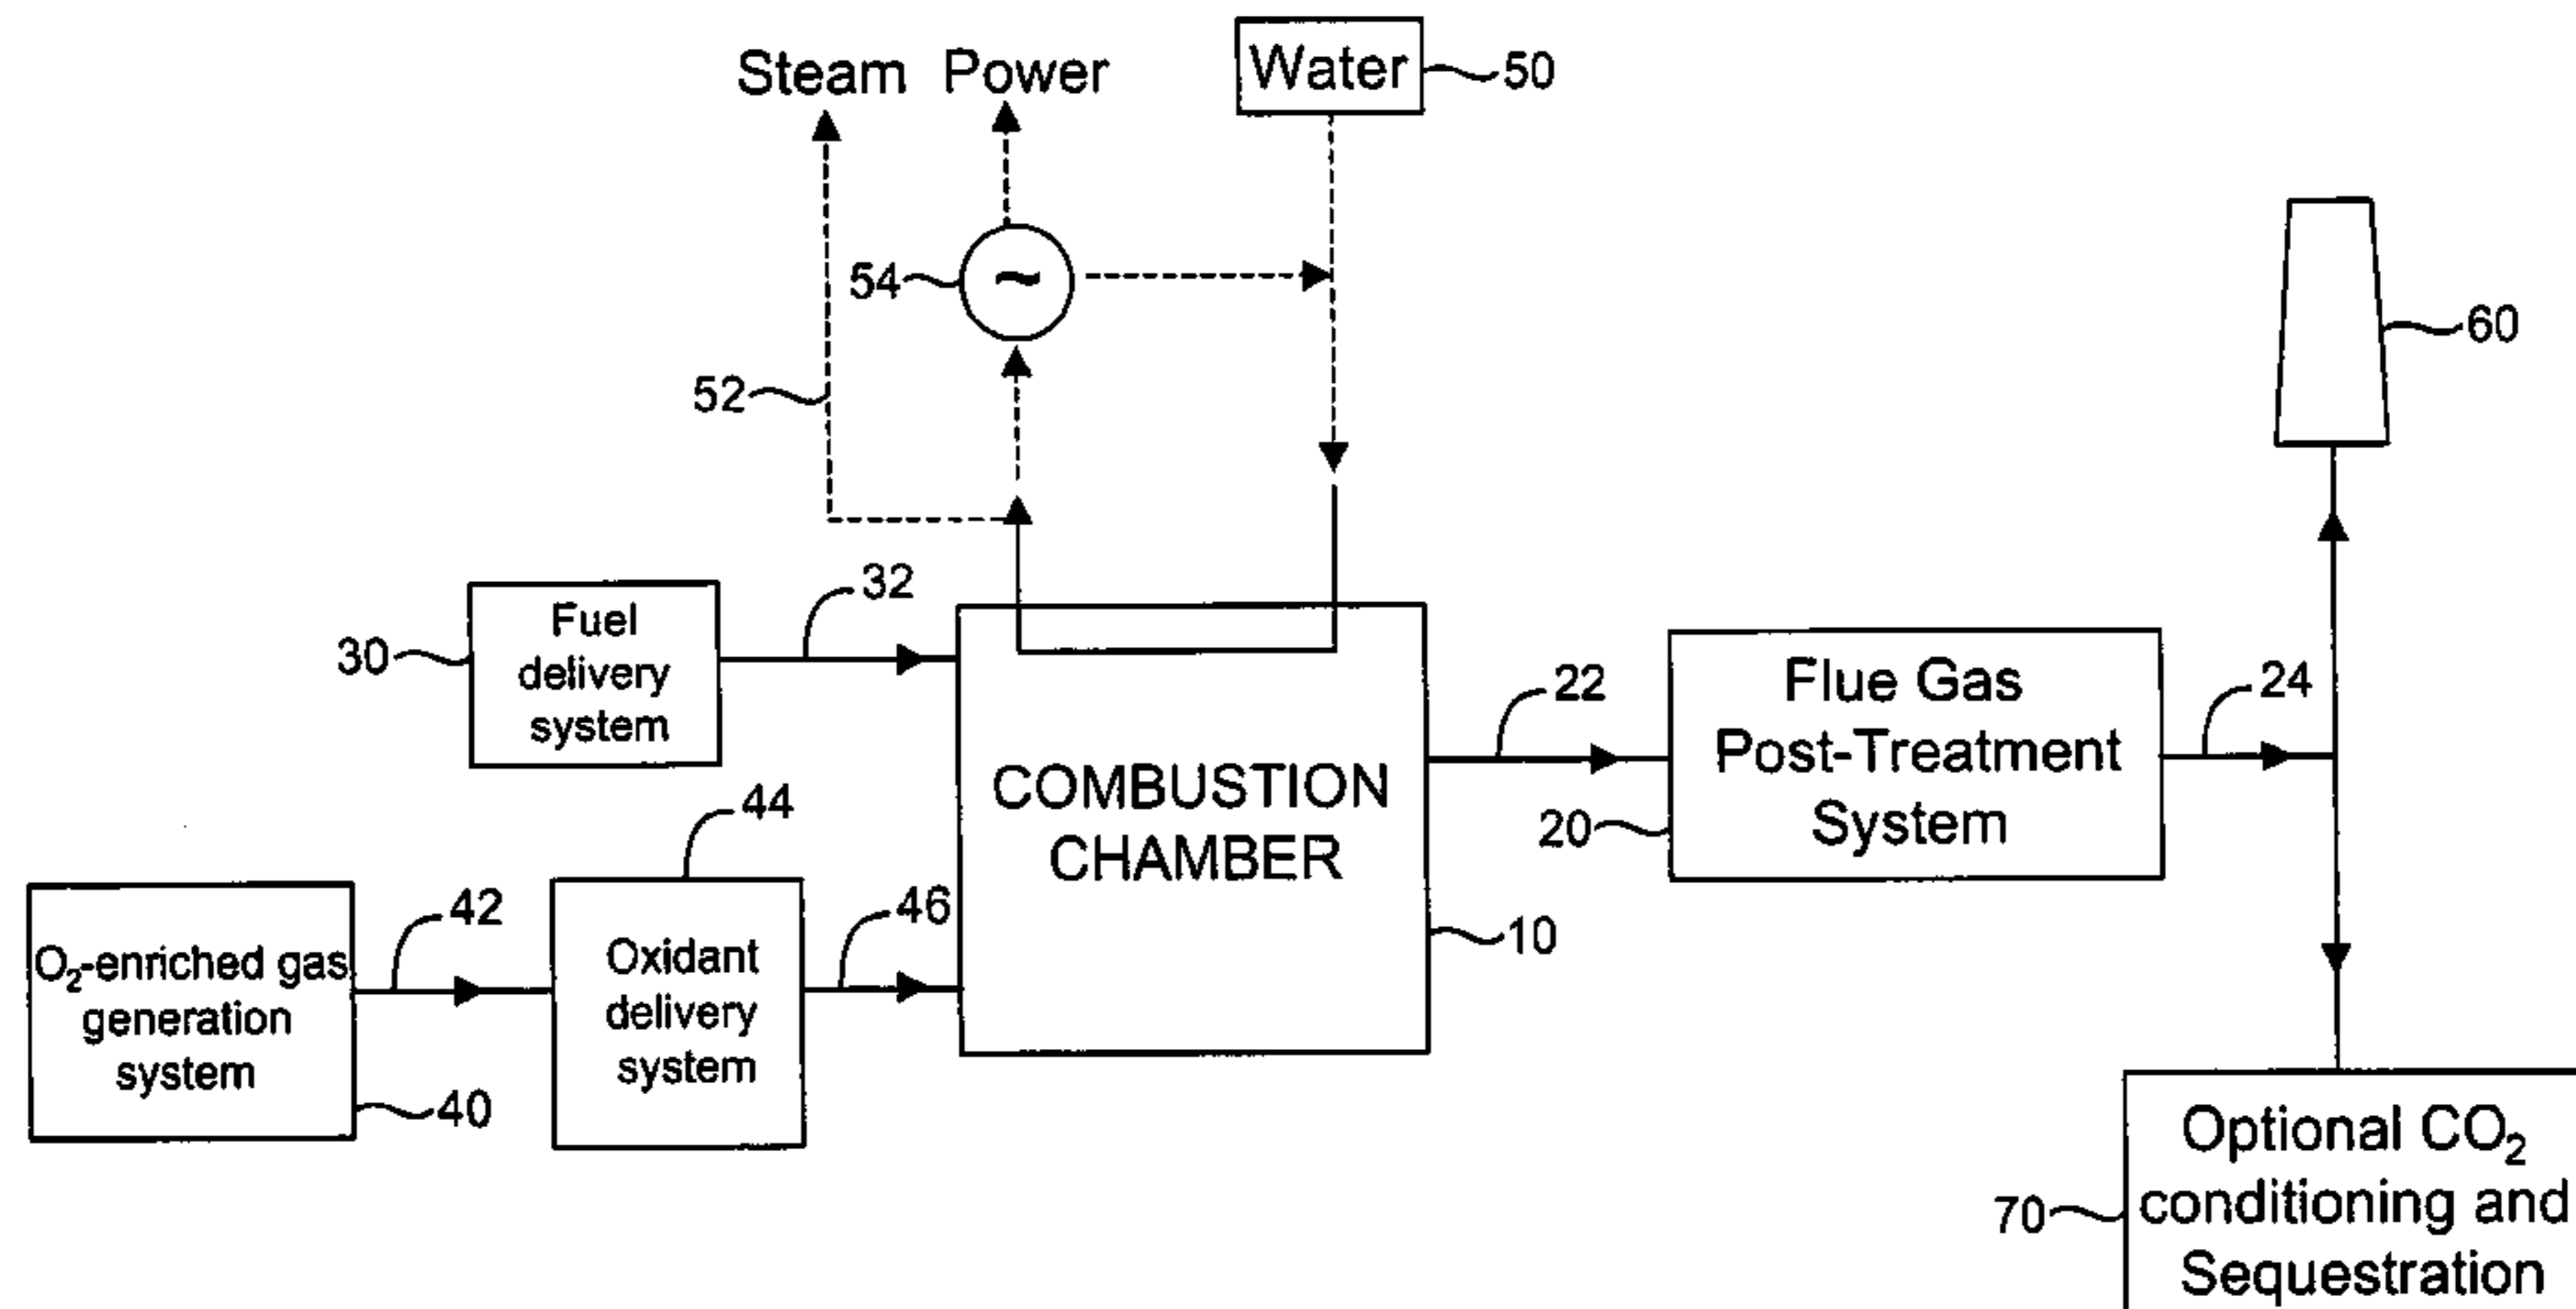 Steam Power
Water
50
54
60
52
32
Fuel
delivery
system
30
22
24
Flue Gas
Post-Treatment
System
20
COMBUSTION
CHAMBER
10
44
42
46
O₂-enriched gas
generation
system
40
Oxidant
delivery
system
~
Optional CO₂
conditioning and
Sequestration
70